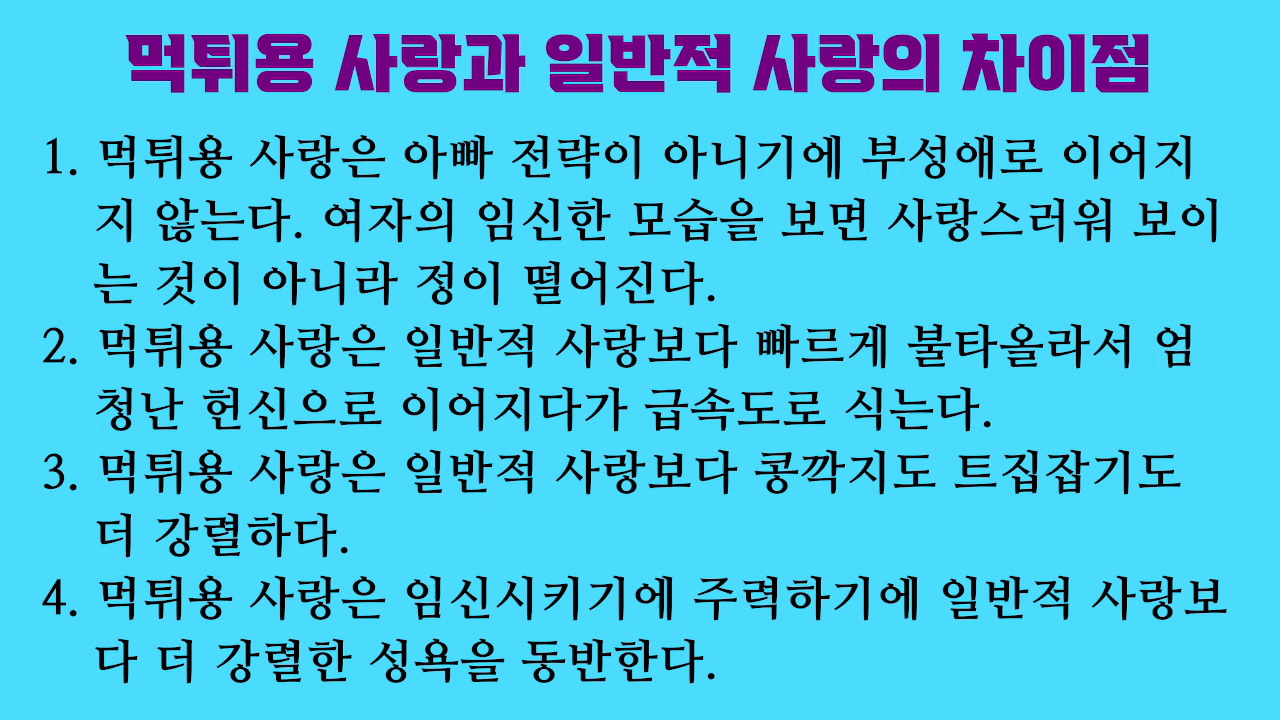 먹튀용 사랑과 일반적 사랑의 차이점
1. 먹튀용 사랑은 아빠 전략이 아니기에 부성애로 이어지
지 않는다. 여자의 임신한 모습을 보면 사랑스러워 보이
는 것이 아니라 정이 떨어진다.
2. 먹튀용 사랑은 일반적 사랑보다 빠르게 불타올라서 엄
청난 헌신으로 이어지다가 급속도로 식는다.
3. 먹튀용 사랑은 일반적 사랑보다 콩깍지도 트집잡기도
더 강렬하다.
4. 먹튀용 사랑은 임신시키기에 주력하기에 일반적 사랑보
다 더 강렬한 성욕을 동반한다.